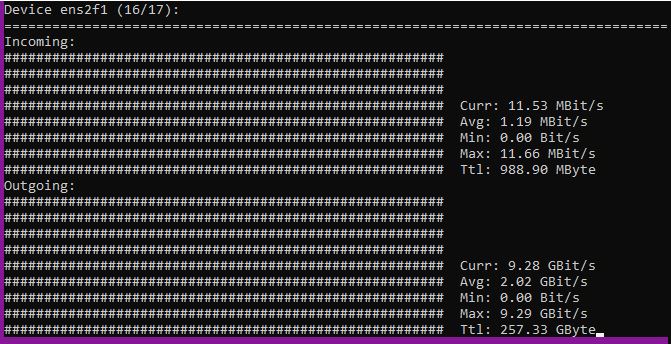 Device ens2f1 (16/17):
====================================================================================
Incoming:
#######################################################
#######################################################
#######################################################
#######################################################  Curr: 11.53 MBit/s
#######################################################  Avg: 1.19 MBit/s
#######################################################  Min: 0.00 Bit/s
#######################################################  Max: 11.66 MBit/s
#######################################################  Ttl: 988.90 MByte
Outgoing:
#######################################################
#######################################################
#######################################################
#######################################################
#######################################################  Curr: 9.28 GBit/s
#######################################################  Avg: 2.02 GBit/s
#######################################################  Min: 0.00 Bit/s
#######################################################  Max: 9.29 GBit/s
#######################################################  Ttl: 257.33 GByte